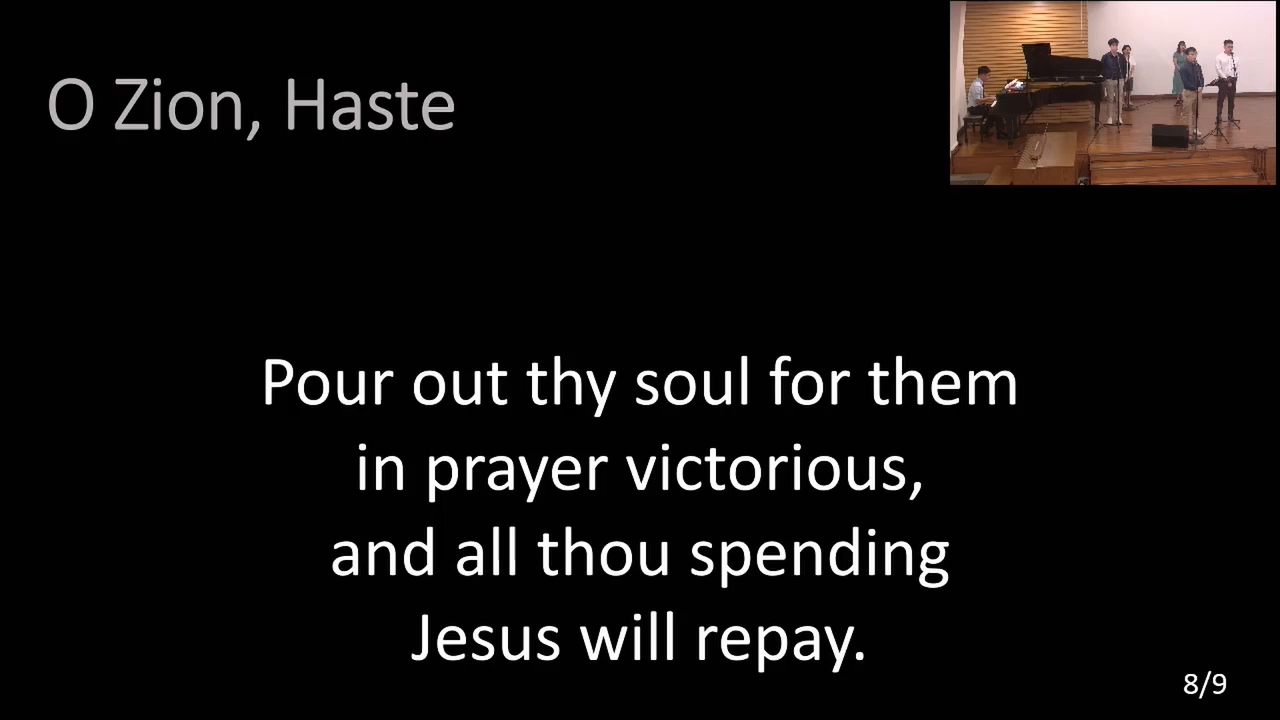 O Zion, Haste
Pour out thy soul for them
in prayer victorious,
and all thou spending
Jesus will repay.
8/9